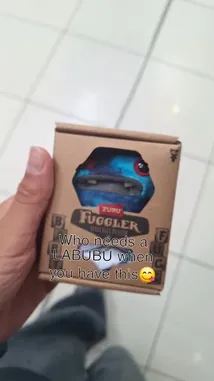 ZURU
FUGGLER
Who needs a
LABUBU when
you have this😋